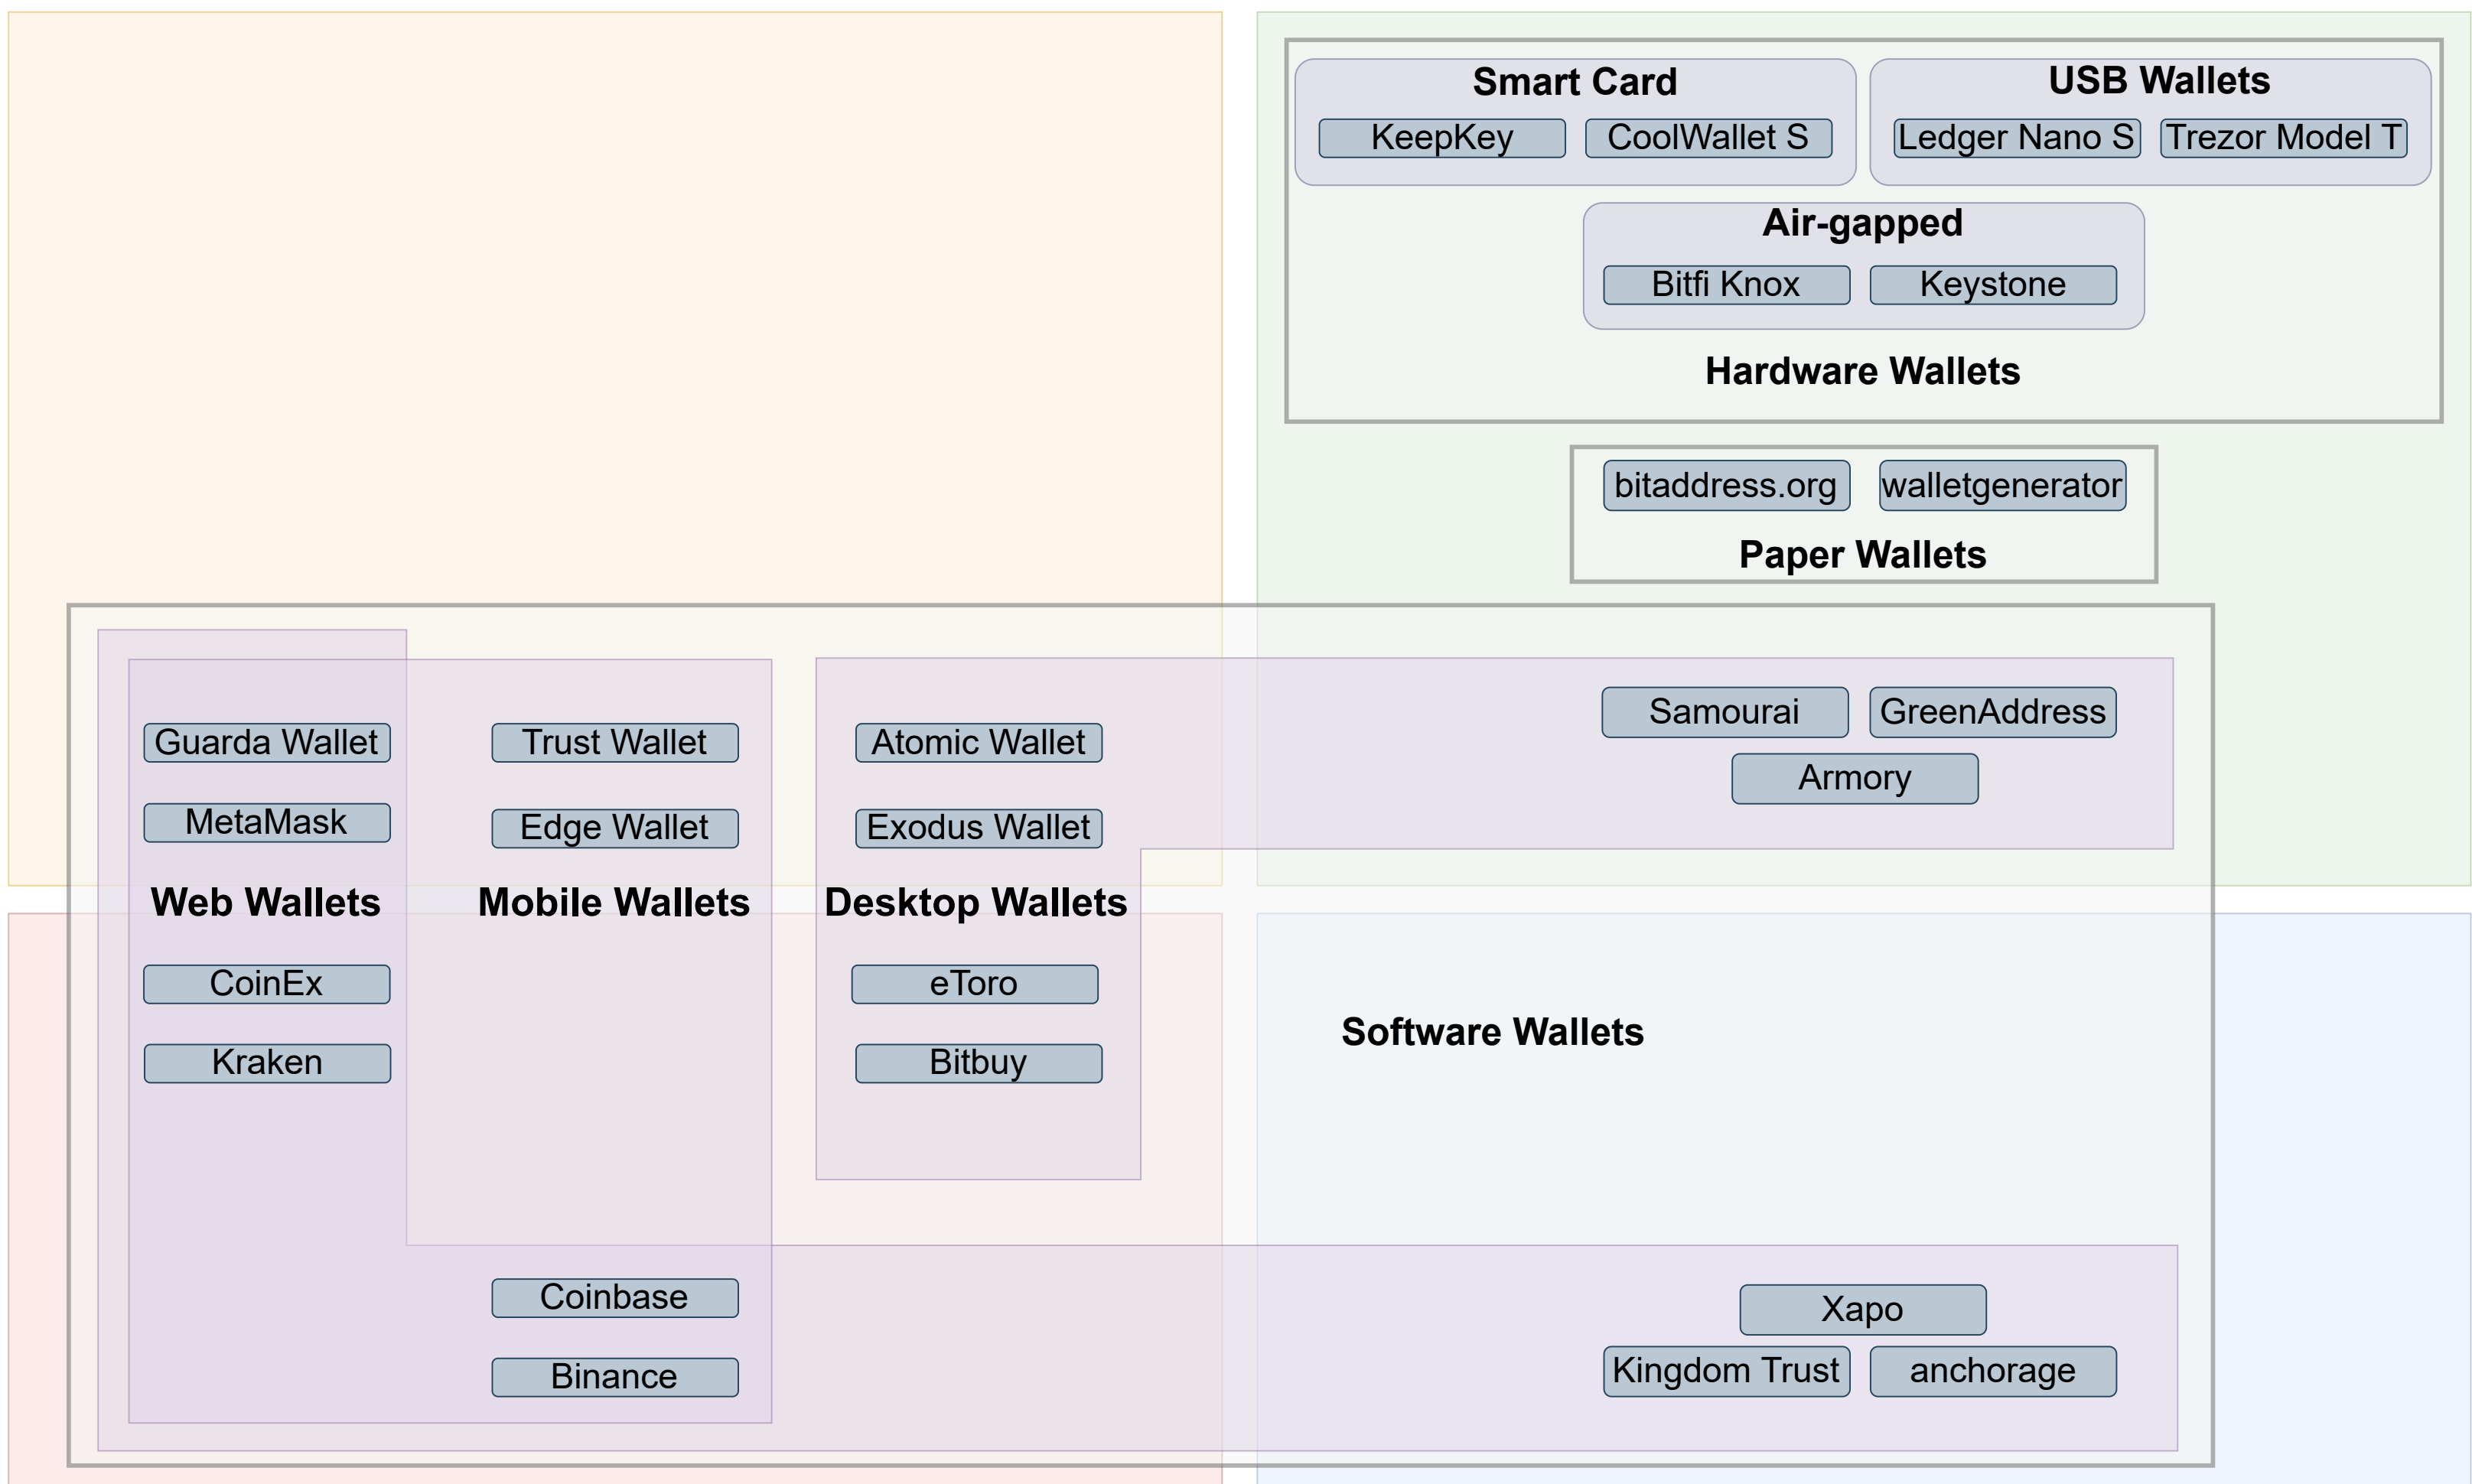 Smart Card
KeepKey
CoolWallet S
USB Wallets
Ledger Nano S
Trezor Model T
Air-gapped
Bitfi Knox
Keystone
Hardware Wallets
bitaddress.org
walletgenerator
Paper Wallets
Guarda Wallet
MetaMask
Web Wallets
CoinEx
Kraken
Trust Wallet
Edge Wallet
Mobile Wallets
Coinbase
Binance
Atomic Wallet
Exodus Wallet
Desktop Wallets
eToro
Bitbuy
Samourai
GreenAddress
Armory
Software Wallets
Xapo
Kingdom Trust
anchorage